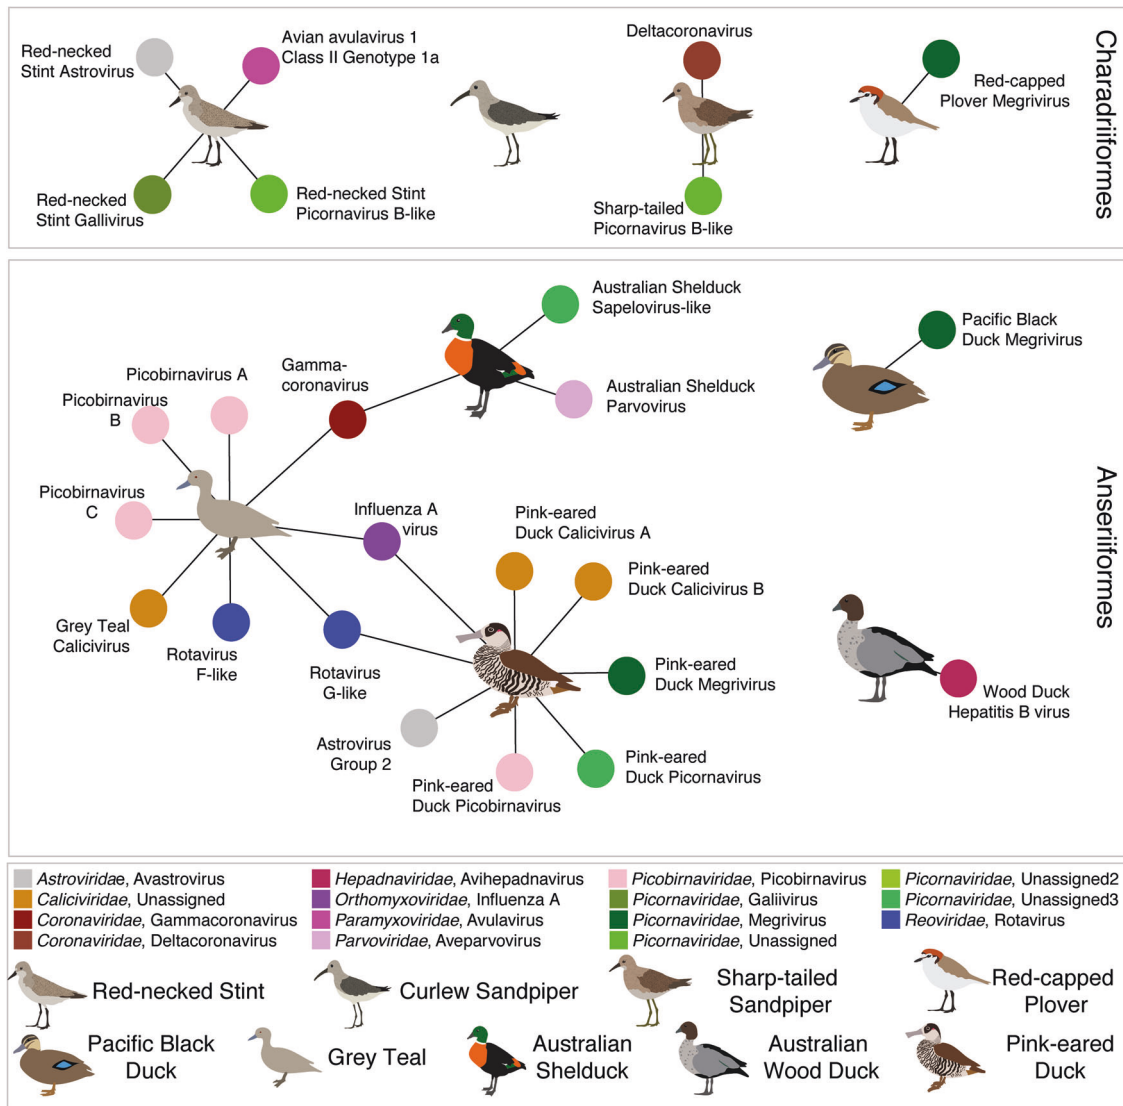 Red-necked
Stint Astrovirus
Avian avulavirus 1
Class II Genotype 1a
Deltacoronavirus
Red-capped
Plover Megrivirus
Red-necked
Stint Gallivirus
Red-necked Stint
Picornavirus B-like
Sharp-tailed
Picornavirus B-like
Charadriiformes
Australian Shelduck
Sapelovirus-like
Pacific Black
Duck Megrivirus
Gamma-
coronavirus
Picobirnavirus A
Picobirnavirus
B
Australian Shelduck
Parvovirus
Picobirnavirus
C
Influenza A
virus
Pink-eared
Duck Calicivirus A
Pink-eared
Duck Calicivirus B
Grey Teal
Calicivirus
Rotavirus
F-like
Rotavirus
G-like
Pink-eared
Duck Megrivirus
Wood Duck
Hepatitis B virus
Astrovirus
Group 2
Pink-eared
Duck Picobirnavirus
Pink-eared
Duck Picornavirus
Anseriiformes
Astroviridae, Avastrovirus
Caliciviridae, Unassigned
Coronaviridae, Gammacoronavirus
Coronaviridae, Deltacoronavirus
Hepadnaviridae, Avihepadnavirus
Orthomyxoviridae, Influenza A
Paramyxoviridae, Avulavirus
Parvoviridae, Aveparvovirus
Picobirnaviridae, Picobirnavirus
Picornaviridae, Galiivirus
Picornaviridae, Megrivirus
Picornaviridae, Unassigned
Picornaviridae, Unassigned2
Picornaviridae, Unassigned3
Reoviridae, Rotavirus
Red-necked Stint
Curlew Sandpiper
Sharp-tailed
Sandpiper
Red-capped
Plover
Pacific Black
Duck
Grey Teal
Australian
Shelduck
Australian
Wood Duck
Pink-eared
Duck